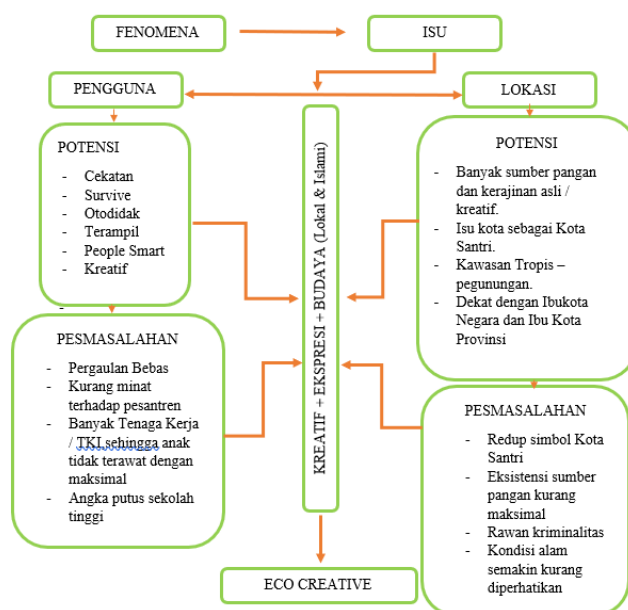 FENOMENA
ISU
PENGGUNA
LOKASI
POTENSI
- Cekatan
- Survive
- Otodidak
- Terampil
- People Smart
- Kreatif
-
PESMASALAHAN
- Pergaulan Bebas
- Kurang minat
terhadap pesantren
- Banyak Tenaga Kerja
/ TKI sehingga anak
tidak terawat dengan
maksimal
- Angka putus sekolah
tinggi
KREATIF + EKSPRESI + BUDAYA (Lokal & Islami)
POTENSI
- Banyak sumber pangan
dan kerajinan asli /
kreatif.
- Isu kota sebagai Kota
Santri.
- Kawasan Tropis –
pegunungan.
- Dekat dengan Ibukota
Negara dan Ibu Kota
Provinsi
PESMASALAHAN
- Redup simbol Kota
Santri
- Eksistensi sumber
pangan kurang
maksimal
- Rawan kriminalitas
- Kondisi alam
semakin kurang
diperhatikan
ECO CREATIVE